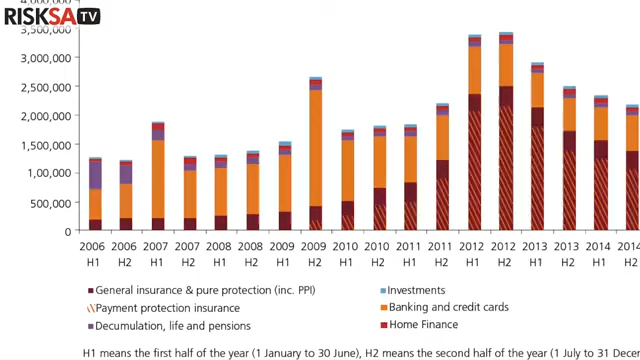 RISKSA TV
4,000,000
3,500,000
3,000,000
2,500,000
2,000,000
1,500,000
1,00,000
500,000
0
2006 2006 2007 2007 2008 2008 2009 2009 2010 2010 2011 2011 2012 2012 2013 2013 2014 2014
H1 H2 H1 H2 H1 H2 H1 H2 H1 H2 H1 H2 H1 H2 H1 H2 H1 H2
General insurance & pure protection (inc. PPI)
Investments
Payment protection insurance
Banking and credit cards
Decumulation, life and pensions
Home Finance
H1 means the first half of the year (1 January to 30 June), H2 means the second half of the year (1 July to 31 Decem